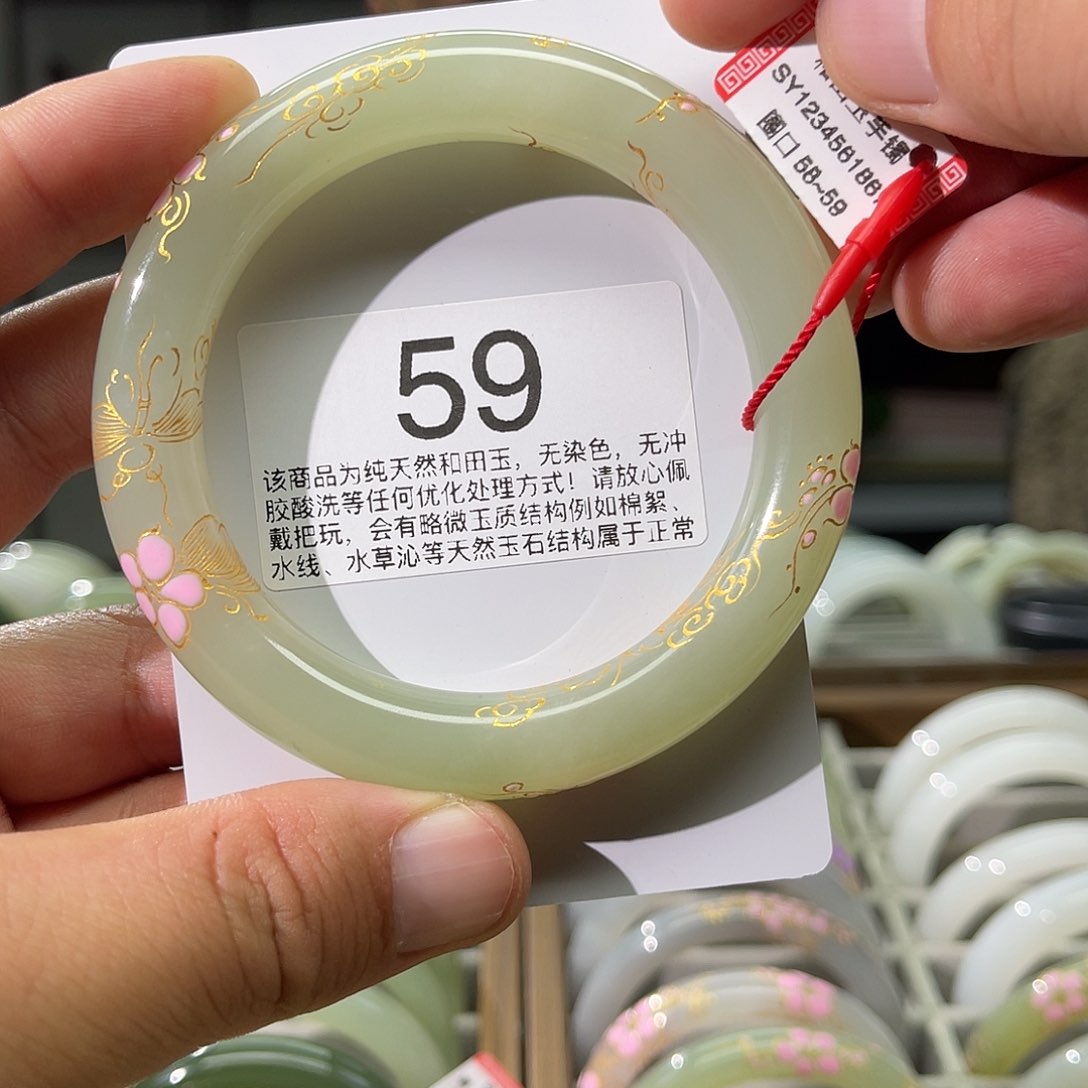 SY1234561867
圈口 58~59
59
该商品为纯天然和田玉，无染色，无冲
胶酸洗等任何优化处理方式！请放心佩
戴把玩，会有略微玉质结构例如棉絮、
水线、水草沁等天然玉石结构属于正常